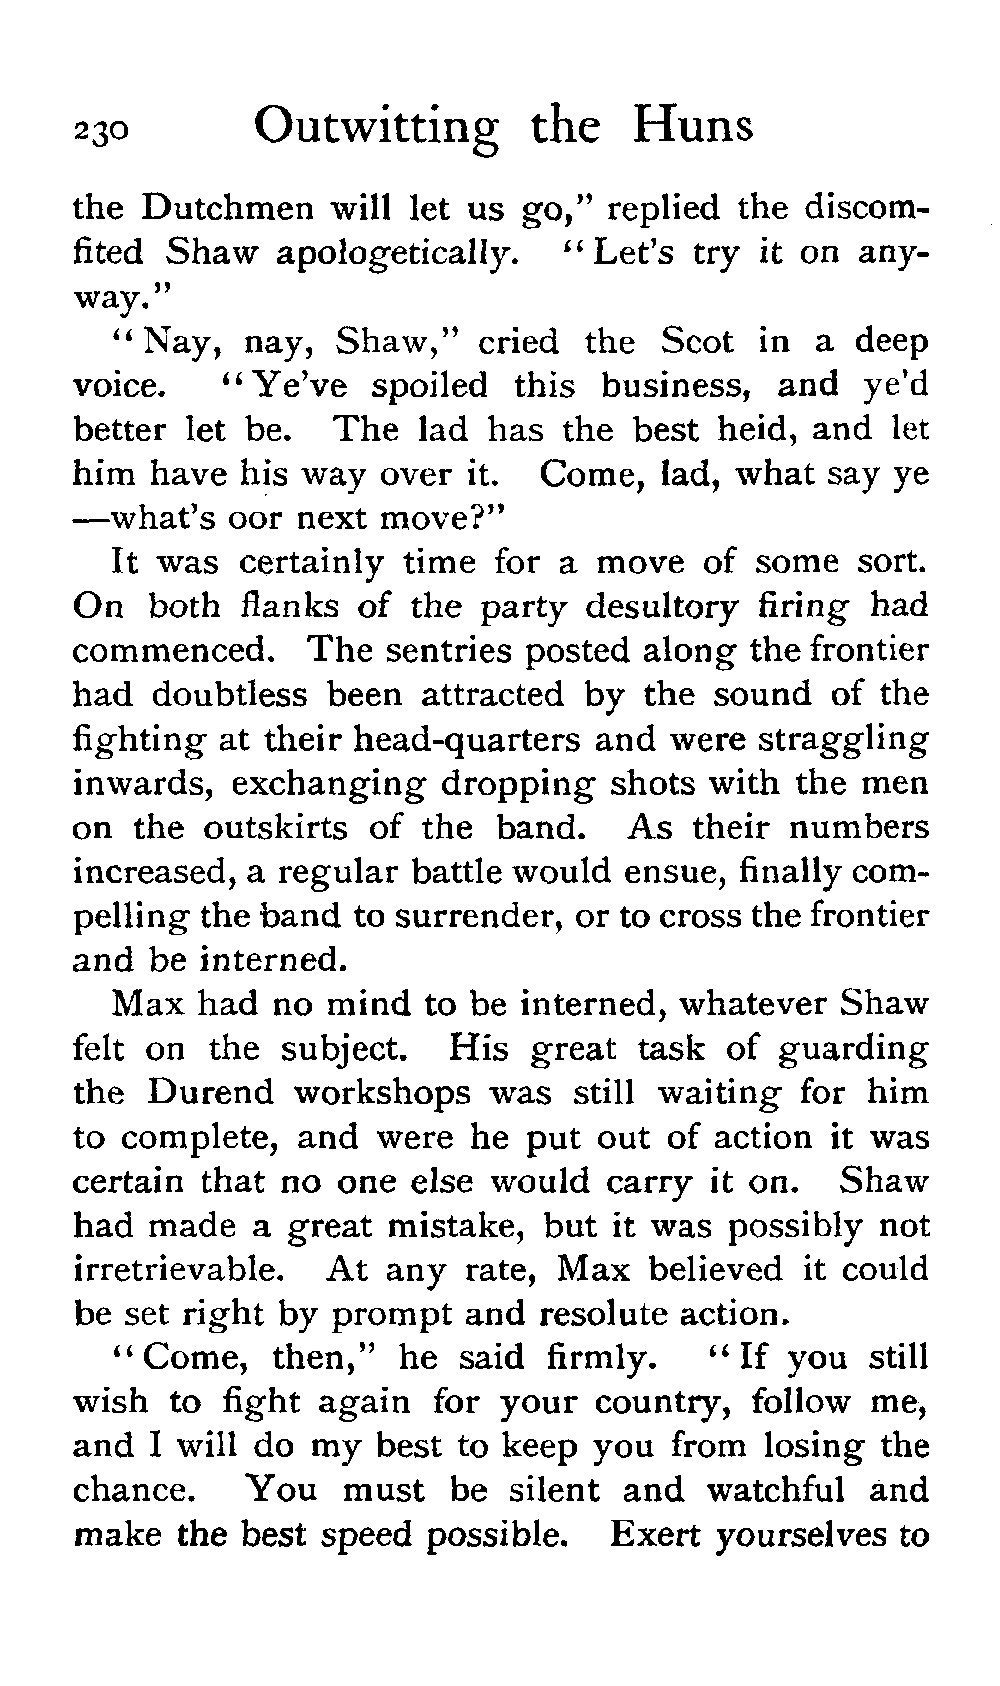 230 Outwitting the Huns
the Dutchmen will let us go," replied the discom-
fited Shaw apologetically. "Let's try it on any-
way."
"Nay, nay, Shaw," cried the Scot in a deep
voice. "Ye've spoiled this business, and ye'd
better let be. The lad has the best heid, and let
him have his way over it. Come, lad, what say ye
—what's oor next move?"
It was certainly time for a move of some sort.
On both flanks of the party desultory firing had
commenced. The sentries posted along the frontier
had doubtless been attracted by the sound of the
fighting at their head-quarters and were straggling
inwards, exchanging dropping shots with the men
on the outskirts of the band. As their numbers
increased, a regular battle would ensue, finally com-
pelling the band to surrender, or to cross the frontier
and be interned.
Max had no mind to be interned, whatever Shaw
felt on the subject. His great task of guarding
the Durend workshops was still waiting for him
to complete, and were he put out of action it was
certain that no one else would carry it on. Shaw
had made a great mistake, but it was possibly not
irretrievable. At any rate, Max believed it could
be set right by prompt and resolute action.
"Come, then," he said firmly. "If you still
wish to fight again for your country, follow me,
and I will do my best to keep you from losing the
chance. You must be silent and watchful and
make the best speed possible. Exert yourselves to